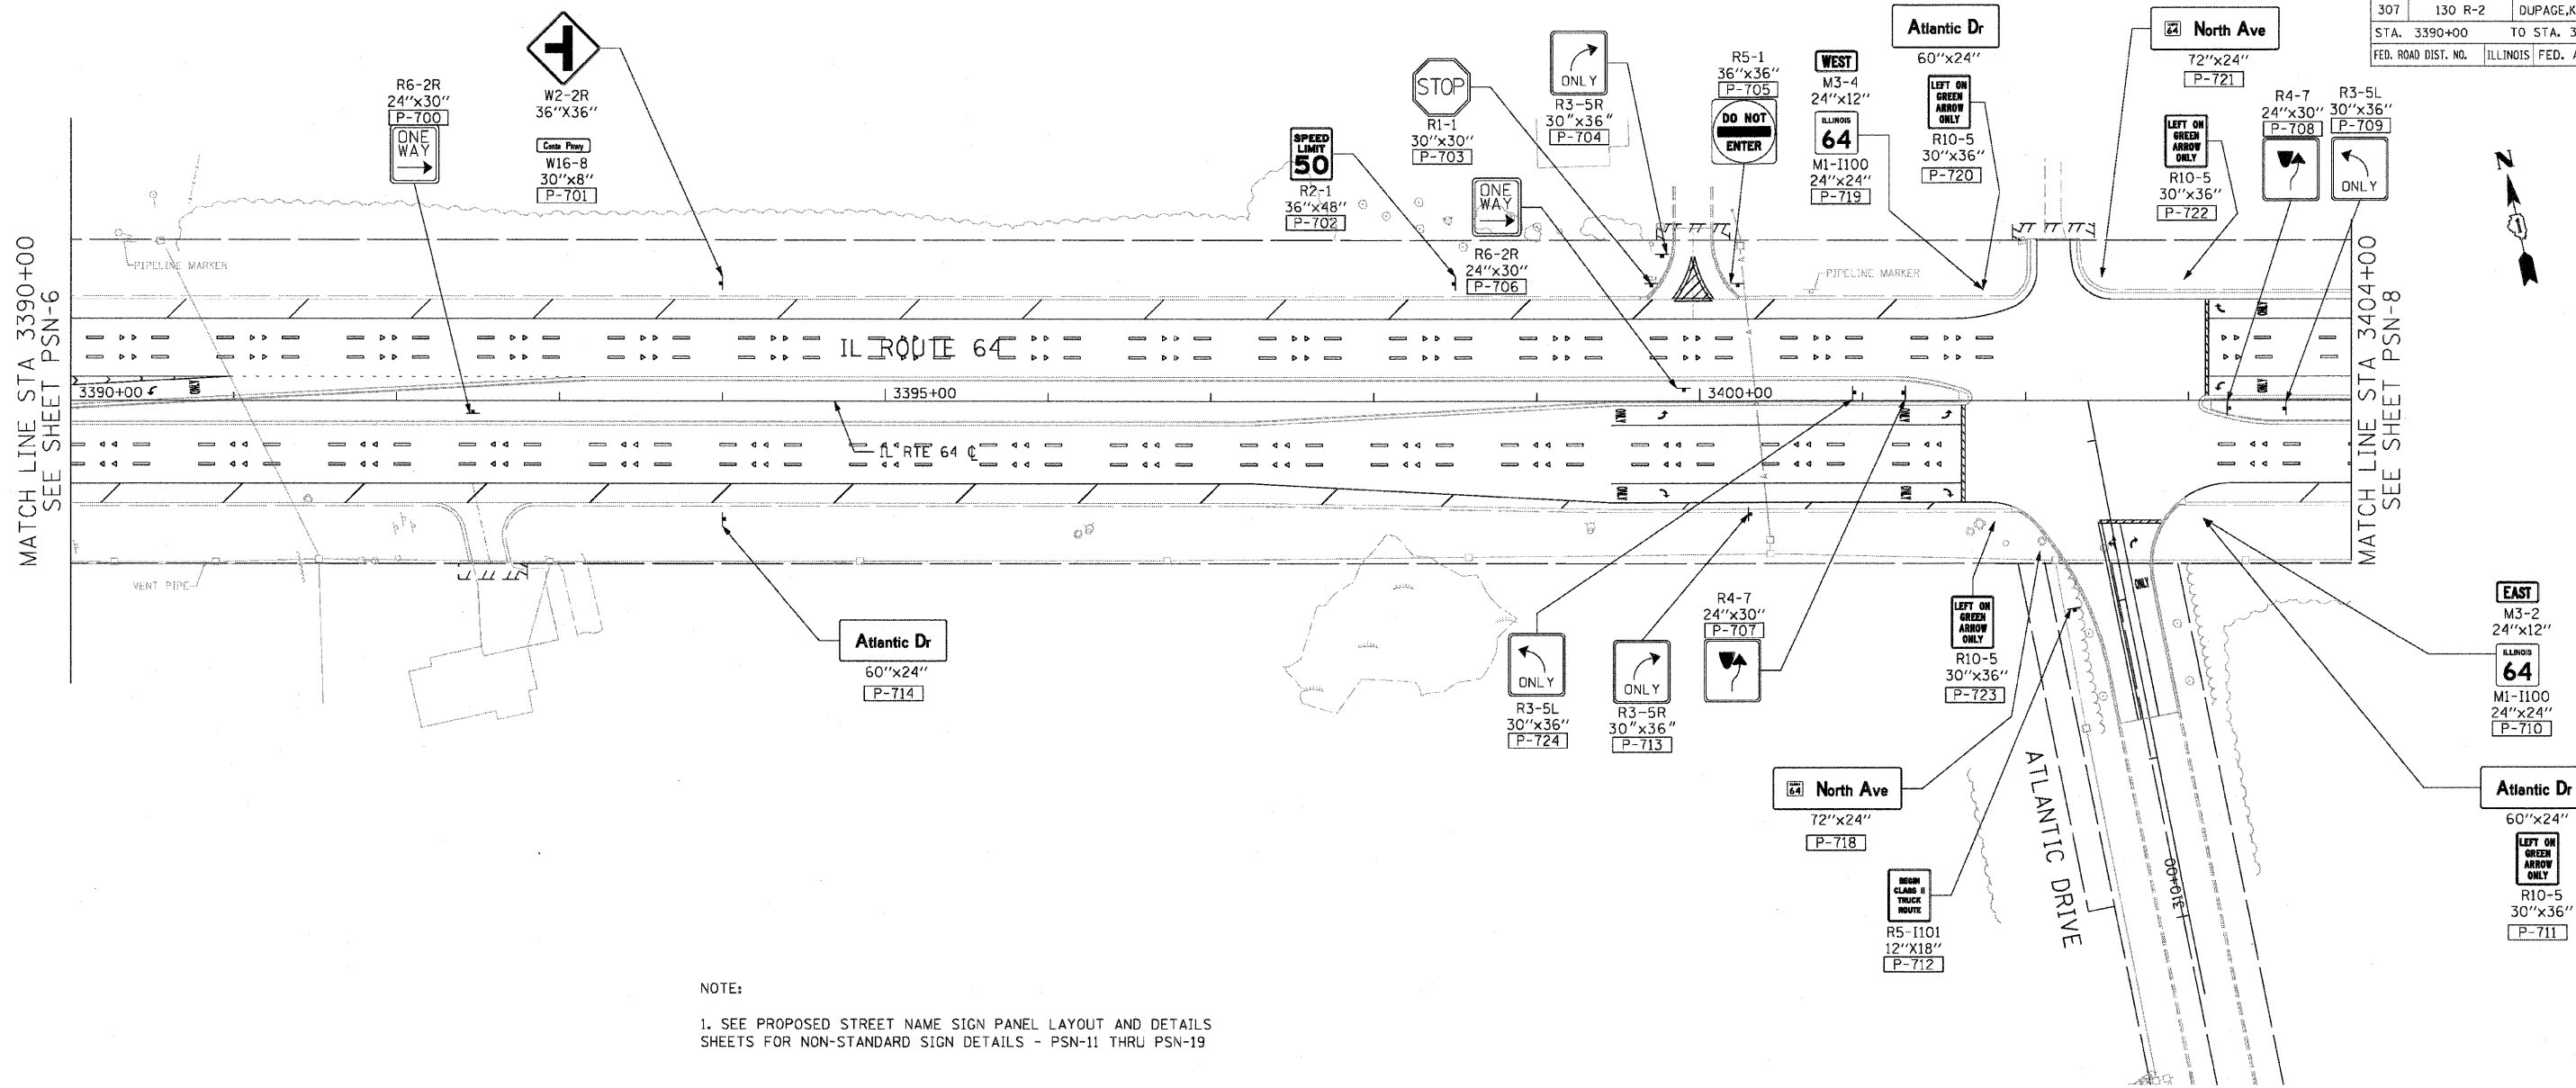 307 130 R-2 DUPAGE,K
STA. 3390+00 TO STA. 3
FED. ROAD DIST. NO. ILLINOIS FED. A
R6-2R
24"x30"
P-700
ONE
WAY
W2-2R
36"X36"
W16-8
30"x8"
P-701
SPEED
LIMIT
50
R2-1
36"x48"
P-702
STOP
R1-1
30"x30"
P-703
ONLY
R3-5R
30"x36"
P-704
ONE
WAY
R6-2R
24"x30"
P-706
R5-1
36"x36"
P-705
DO NOT
ENTER
WEST
M3-4
24"x12"
ILLINOIS
64
M1-I100
24"x24"
P-719
Atlantic Dr
60"x24"
LEFT ON
GREEN
ARROW
ONLY
R10-5
30"x36"
P-720
64 North Ave
72"x24"
P-721
LEFT ON
GREEN
ARROW
ONLY
R10-5
30"x36"
P-722
R4-7
24"x30"
P-708
R3-5L
30"x36"
P-709
ONLY
N
MATCH LINE STA 3390+00
SEE SHEET PSN-6
PIPELINE MARKER
PIPELINE MARKER
IL ROUTE 64
ONLY
3390+00
3395+00
3400+00
IL RTE 64 ℄
ONLY
ONLY
ONLY
ONLY
ONLY
ONLY
ONLY
MATCH LINE STA 3404+00
SEE SHEET PSN-8
VENT PIPE
Atlantic Dr
60"x24"
P-714
ONLY
R3-5L
30"x36"
P-724
ONLY
R3-5R
30"x36"
P-713
R4-7
24"x30"
P-707
LEFT ON
GREEN
ARROW
ONLY
R10-5
30"x36"
P-723
64 North Ave
72"x24"
P-718
BEGIN
CLASS II
TRUCK
ROUTE
R5-I101
12"X18"
P-712
ATLANTIC DRIVE
310+00
EAST
M3-2
24"x12"
ILLINOIS
64
M1-I100
24"x24"
P-710
Atlantic Dr
60"x24"
LEFT ON
GREEN
ARROW
ONLY
R10-5
30"x36"
P-711
NOTE:
1. SEE PROPOSED STREET NAME SIGN PANEL LAYOUT AND DETAILS
SHEETS FOR NON-STANDARD SIGN DETAILS - PSN-11 THRU PSN-19